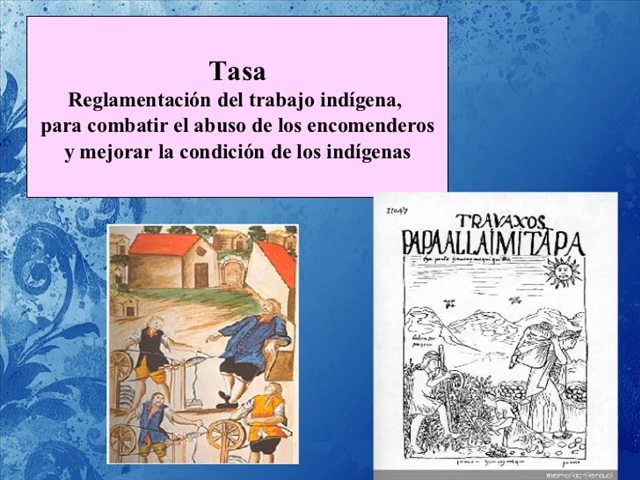 Tasa
Reglamentación del trabajo indígena,
para combatir el abuso de los encomenderos
y mejorar la condición de los indígenas
TRAVAXOS
PAPAALLAIMITAPA